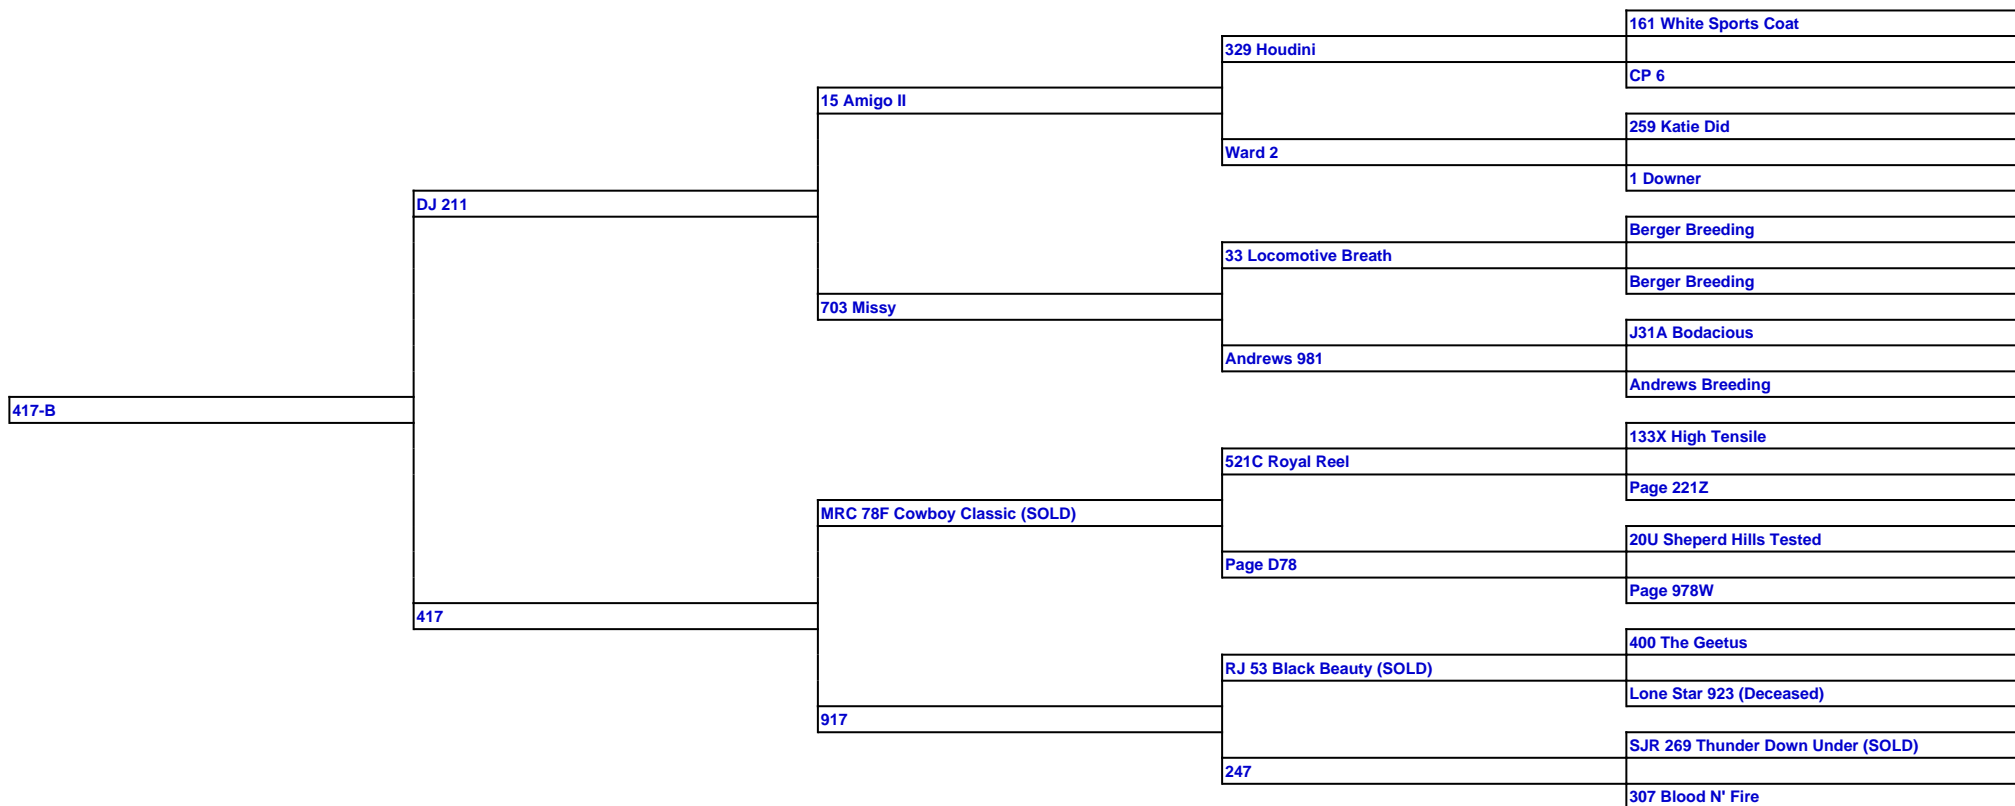 161 White Sports Coat
329 Houdini
CP 6
15 Amigo II
259 Katie Did
Ward 2
1 Downer
DJ 211
Berger Breeding
33 Locomotive Breath
Berger Breeding
703 Missy
J31A Bodacious
Andrews 981
Andrews Breeding
417-B
133X High Tensile
521C Royal Reel
Page 221Z
MRC 78F Cowboy Classic (SOLD)
20U Sheperd Hills Tested
Page D78
Page 978W
417
400 The Geetus
RJ 53 Black Beauty (SOLD)
Lone Star 923 (Deceased)
917
SJR 269 Thunder Down Under (SOLD)
247
307 Blood N' Fire